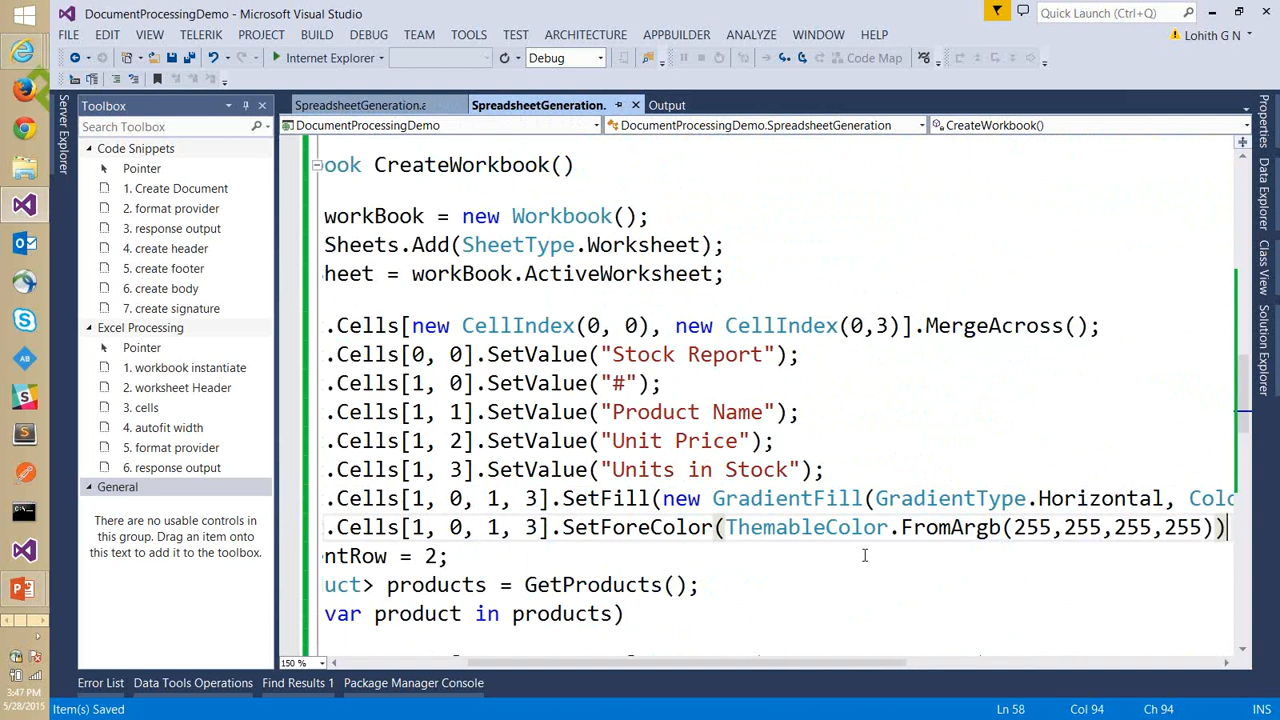 DocumentProcessingDemo - Microsoft Visual Studio
Quick Launch (Ctrl+Q)
FILE EDIT VIEW TELERIK PROJECT BUILD DEBUG TEAM TOOLS TEST ARCHITECTURE APPBUILDER ANALYZE WINDOW HELP
Lohith G N
Internet Explorer
Debug
Code Map
Server Explorer
Toolbox
SpreadsheetGeneration.a
SpreadsheetGeneration.
Output
Search Toolbox
DocumentProcessingDemo
DocumentProcessingDemo.SpreadsheetGeneration
CreateWorkbook()
Code Snippets
Pointer
1. Create Document
2. format provider
3. response output
4. create header
5. create footer
6. create body
7. create signature
Excel Processing
Pointer
1. workbook instantiate
2. worksheet Header
3. cells
4. autofit width
5. format provider
6. response output
General
There are no usable controls in
this group. Drag an item onto
this text to add it to the toolbox.
ook CreateWorkbook()
workBook = new Workbook();
Sheets.Add(SheetType.Worksheet);
heet = workBook.ActiveWorksheet;
.Cells[new CellIndex(0, 0), new CellIndex(0,3)].MergeAcross();
.Cells[0, 0].SetValue("Stock Report");
.Cells[1, 0].SetValue("#");
.Cells[1, 1].SetValue("Product Name");
.Cells[1, 2].SetValue("Unit Price");
.Cells[1, 3].SetValue("Units in Stock");
.Cells[1, 0, 1, 3].SetFill(new GradientFill(GradientType.Horizontal, Colo
.Cells[1, 0, 1, 3].SetForeColor(ThemableColor.FromArgb(255,255,255,255))
ntRow = 2;
uct> products = GetProducts();
var product in products)
Properties
Data Explorer
Class View
Solution Explorer
150 %
Error List
Data Tools Operations
Find Results 1
Package Manager Console
Item(s) Saved
Ln 58
Col 94
Ch 94
INS
AB
3:47 PM
5/28/2015